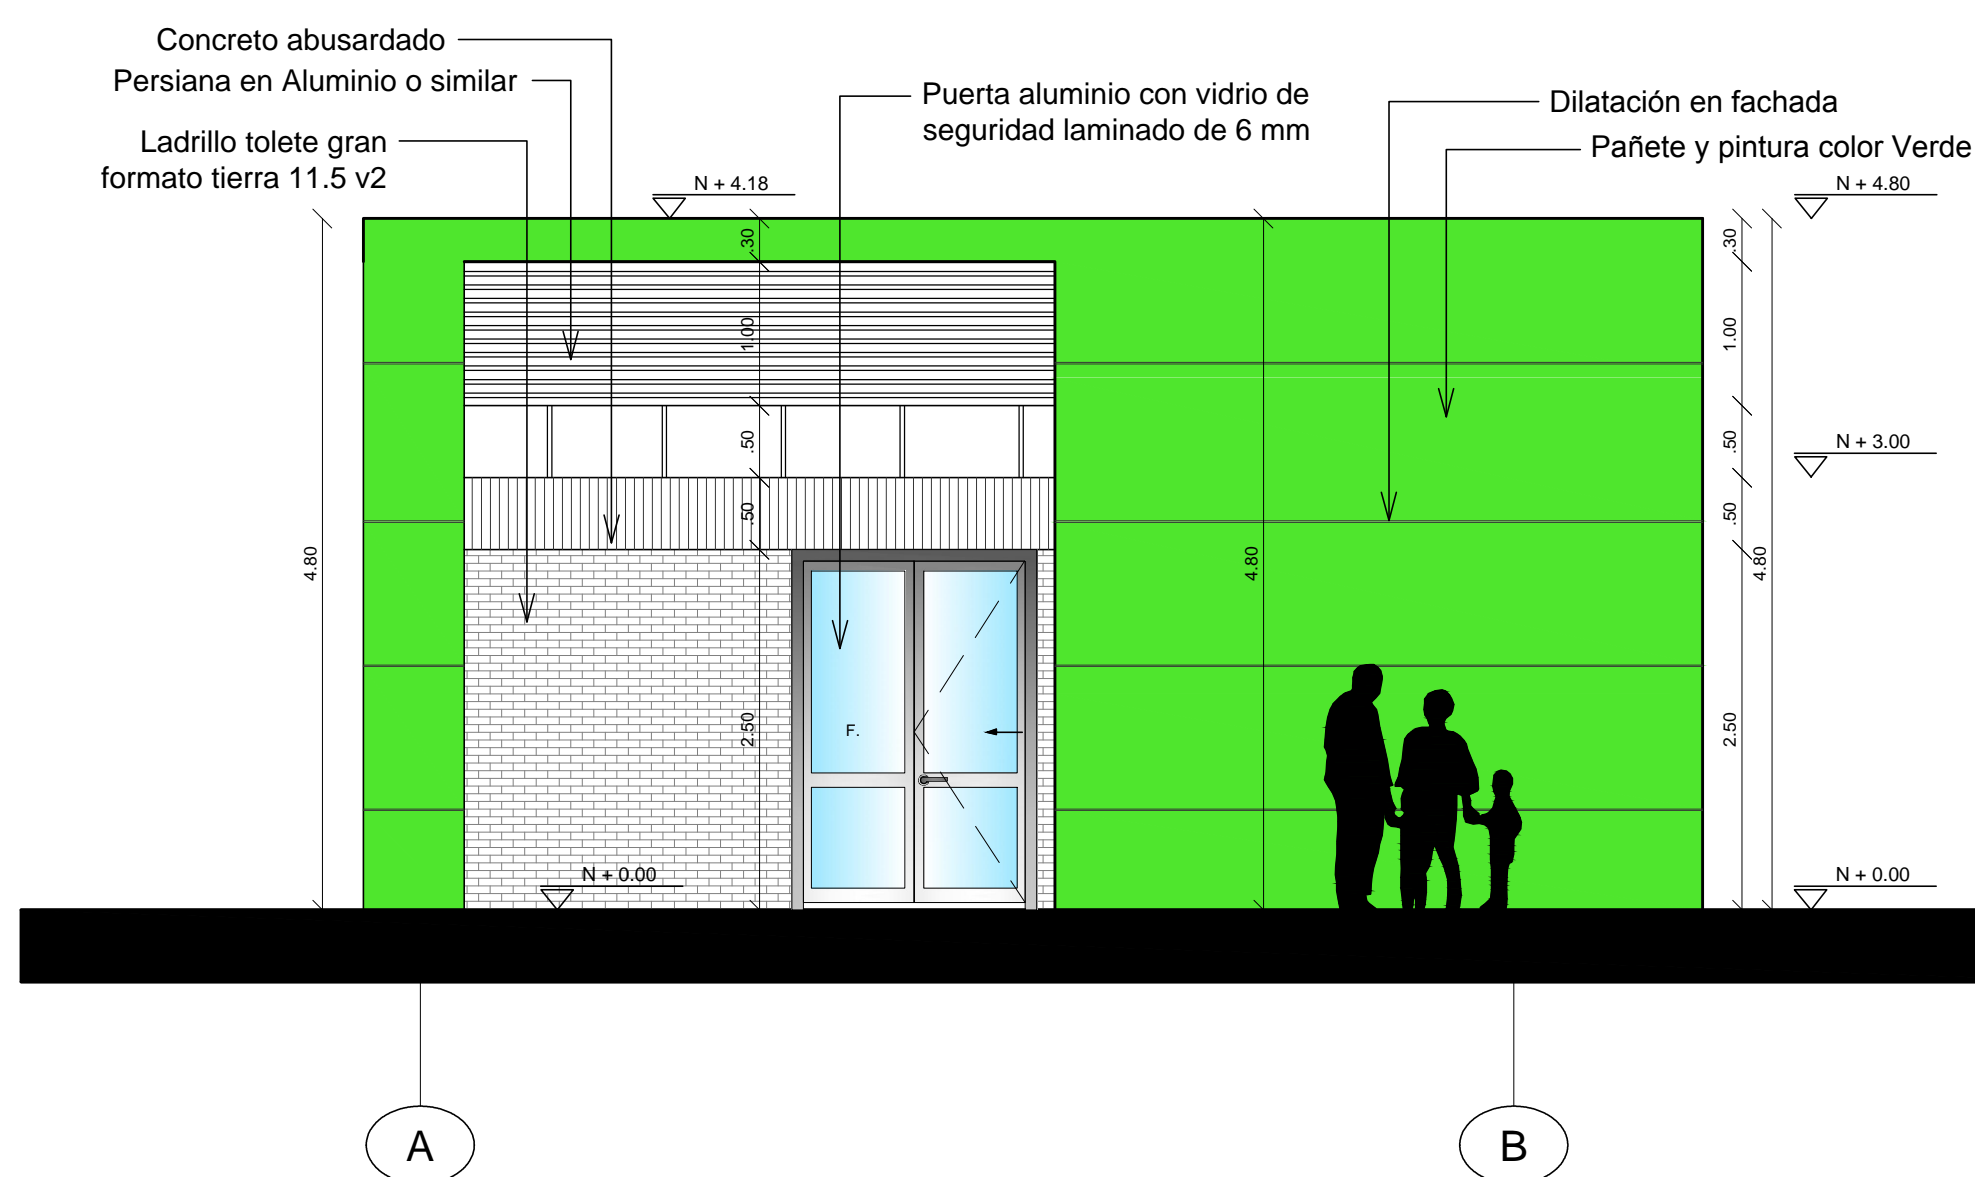 Concreto abusardado
Persiana en Aluminio o similar
Ladrillo tolete gran
formato tierra 11.5 v2
Puerta aluminio con vidrio de
seguridad laminado de 6 mm
Dilatación en fachada
Pañete y pintura color Verde
N + 4.18
N + 4.80
.30
.30
1.00
1.00
.50
N + 3.00
.50
.50
.50
4.80
4.80
4.80
2.50
F.
2.50
N + 0.00
N + 0.00
A
B